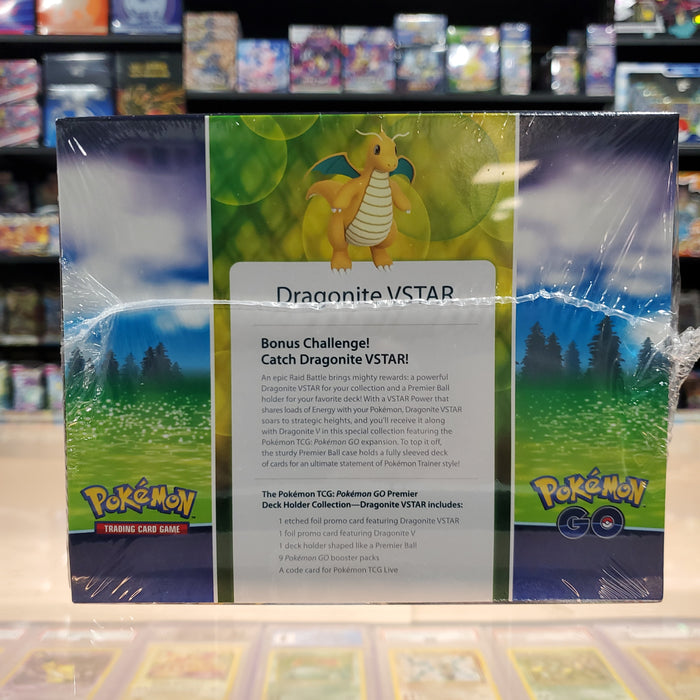 Dragonite VSTAR
Bonus Challenge!
Catch Dragonite VSTAR!
An epic Raid Battle brings mighty rewards: a powerful
Dragonite VSTAR for your collection and a Premier Ball
holder for your favorite deck! With a VSTAR Power that
shares loads of Energy with your Pokémon, Dragonite VSTAR
soars to strategic heights, and you'll receive it along
with Dragonite V in this special collection featuring the
Pokémon TCG: Pokémon GO expansion. To top it off,
the sturdy Premier Ball case holds a fully sleeved deck
of cards for an ultimate statement of Pokémon Trainer style!
The Pokémon TCG: Pokémon GO Premier
Deck Holder Collection—Dragonite VSTAR includes:
1 etched foil promo card featuring Dragonite VSTAR
1 foil promo card featuring Dragonite V
1 deck holder shaped like a Premier Ball
9 Pokémon GO booster packs
A code card for Pokémon TCG Live
POKÉMON
TRADING CARD GAME
POKÉMON
GO